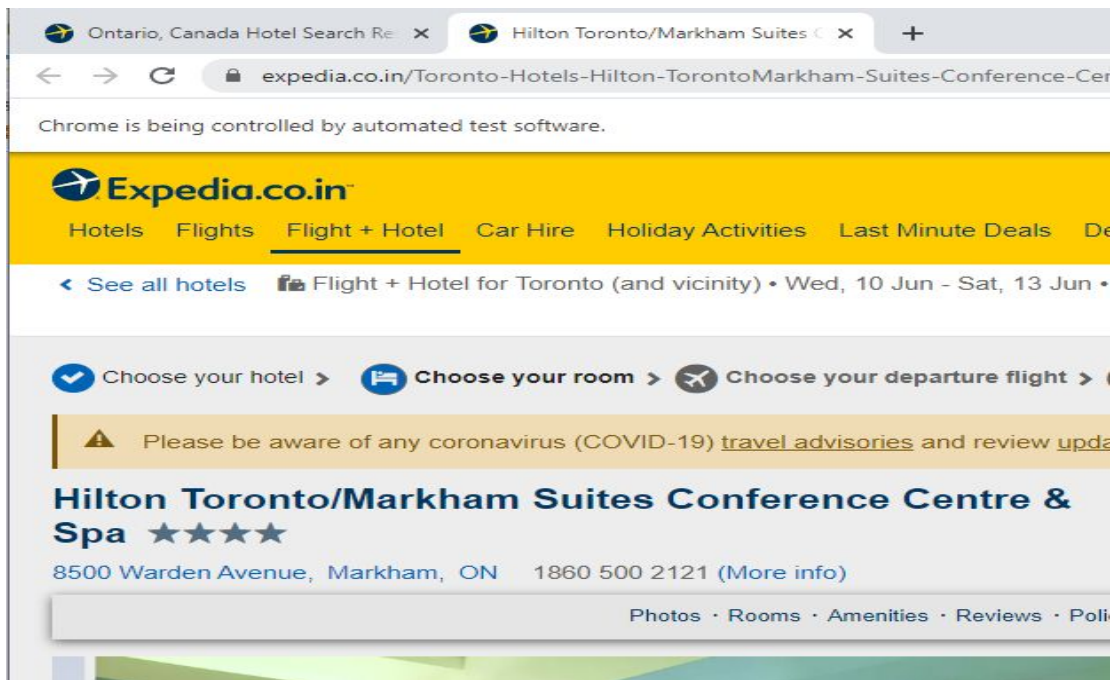 Ontario, Canada Hotel Search Re
Hilton Toronto/Markham Suites C
expedia.co.in/Toronto-Hotels-Hilton-TorontoMarkham-Suites-Conference-Cer
Chrome is being controlled by automated test software.
Expedia.co.in
Hotels Flights Flight + Hotel Car Hire Holiday Activities Last Minute Deals De
See all hotels Flight + Hotel for Toronto (and vicinity) • Wed, 10 Jun - Sat, 13 Jun •
Choose your hotel > Choose your room > Choose your departure flight >
Please be aware of any coronavirus (COVID-19) travel advisories and review upda
Hilton Toronto/Markham Suites Conference Centre &
Spa ★★★★
8500 Warden Avenue, Markham, ON 1860 500 2121 (More info)
Photos · Rooms · Amenities · Reviews · Poli